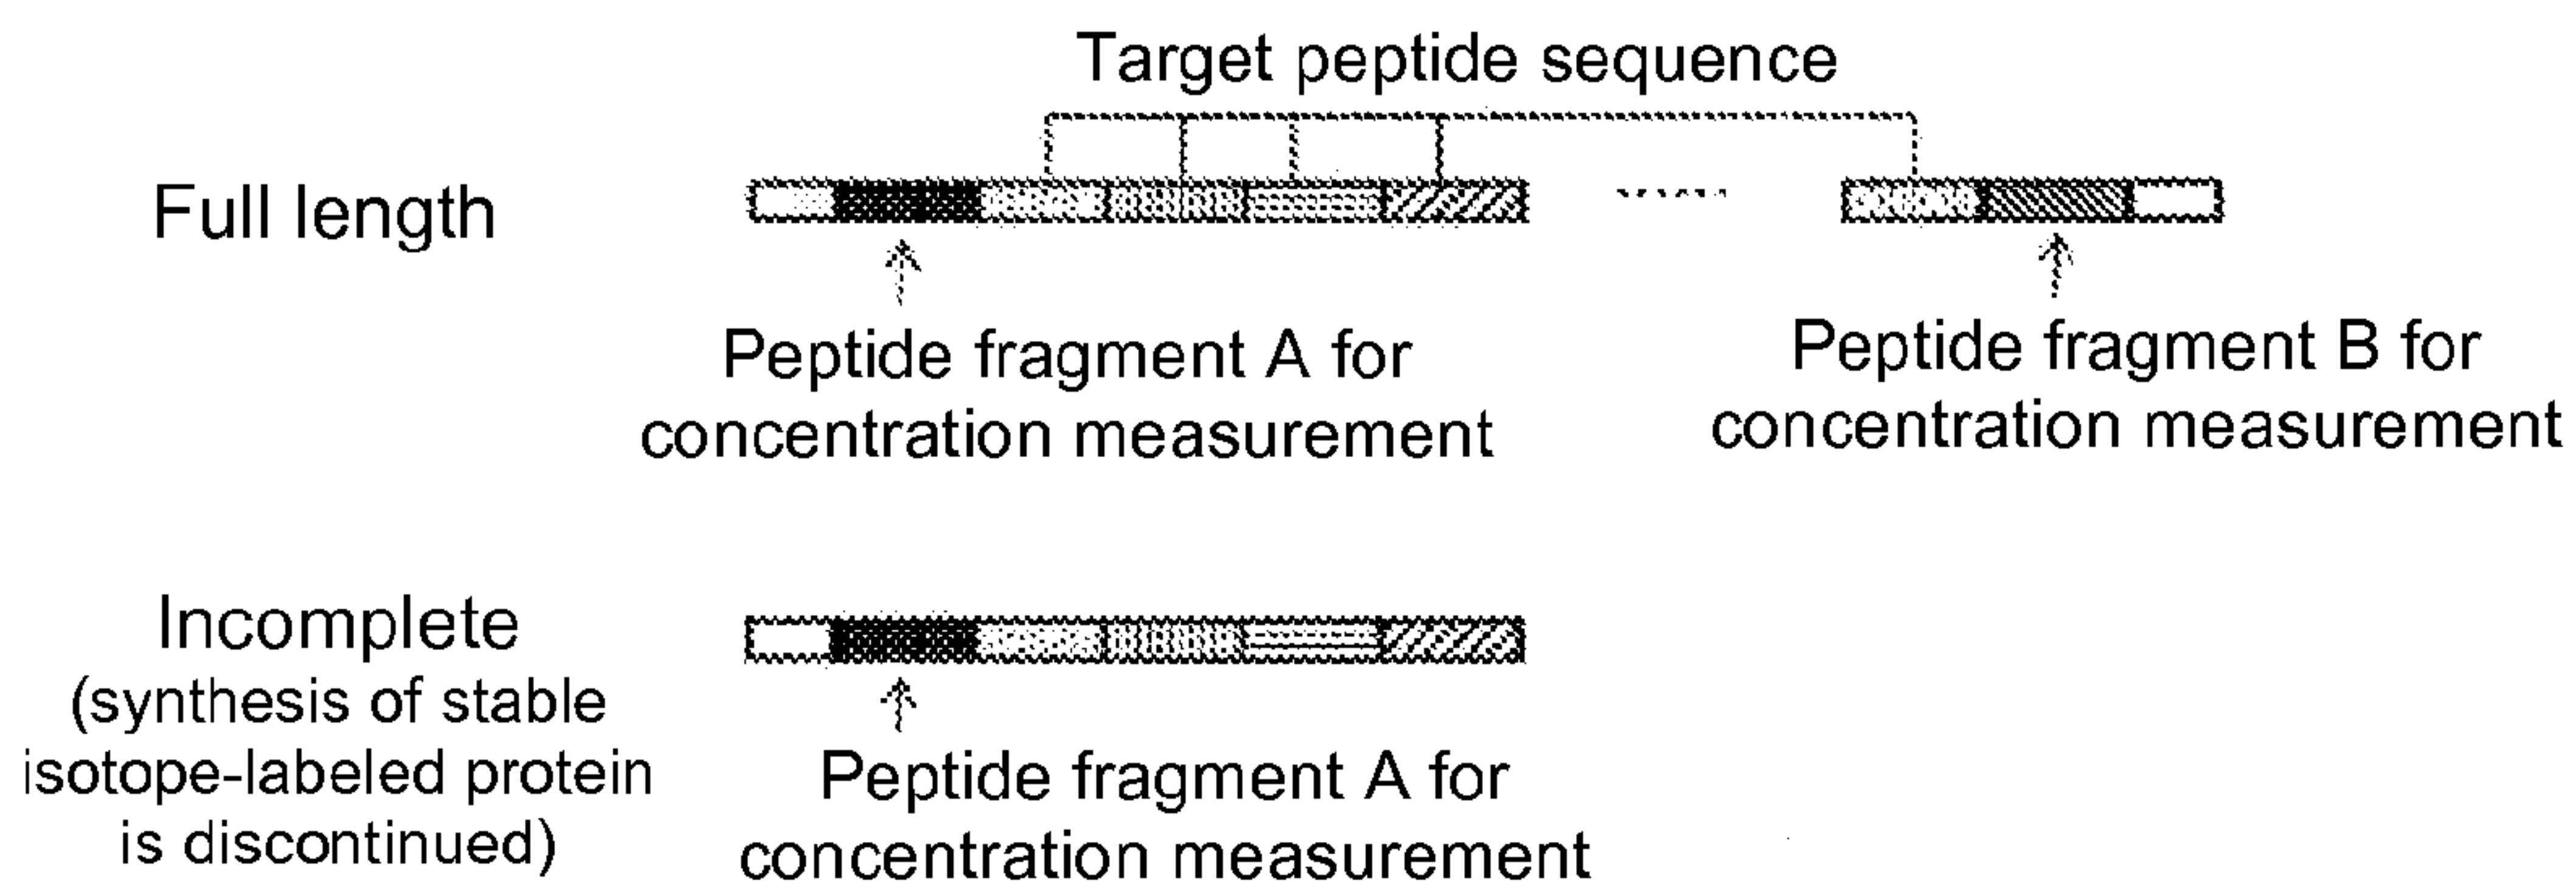 Target peptide sequence
Full length
Peptide fragment A for
concentration measurement
Peptide fragment B for
concentration measurement
Incomplete
(synthesis of stable
isotope-labeled protein
is discontinued)
Peptide fragment A for
concentration measurement